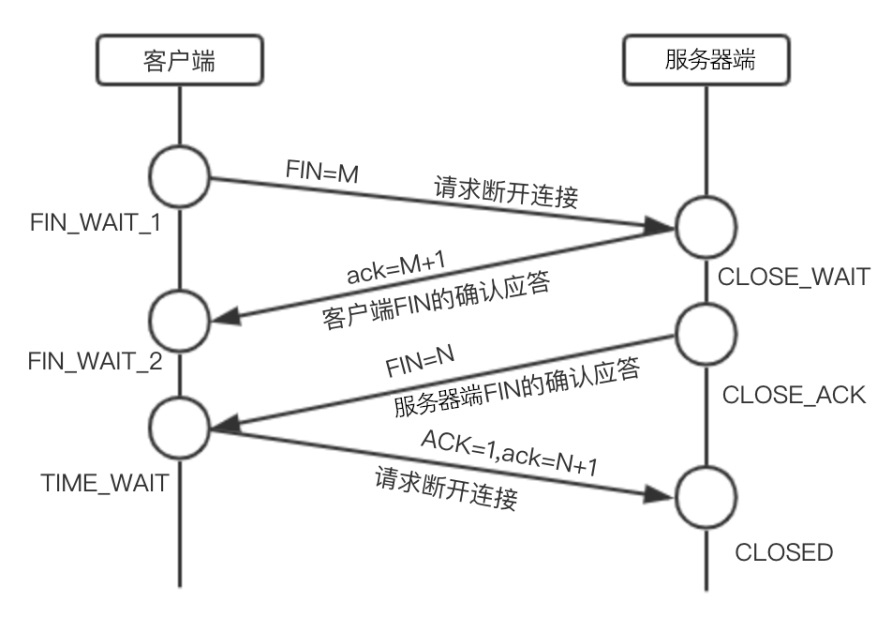 客户端
服务器端
FIN=M
请求断开连接
FIN_WAIT_1
ack=M+1
客户端FIN的确认应答
CLOSE_WAIT
FIN_WAIT_2
FIN=N
服务器端FIN的确认应答
CLOSE_ACK
ACK=1,ack=N+1
请求断开连接
TIME_WAIT
CLOSED